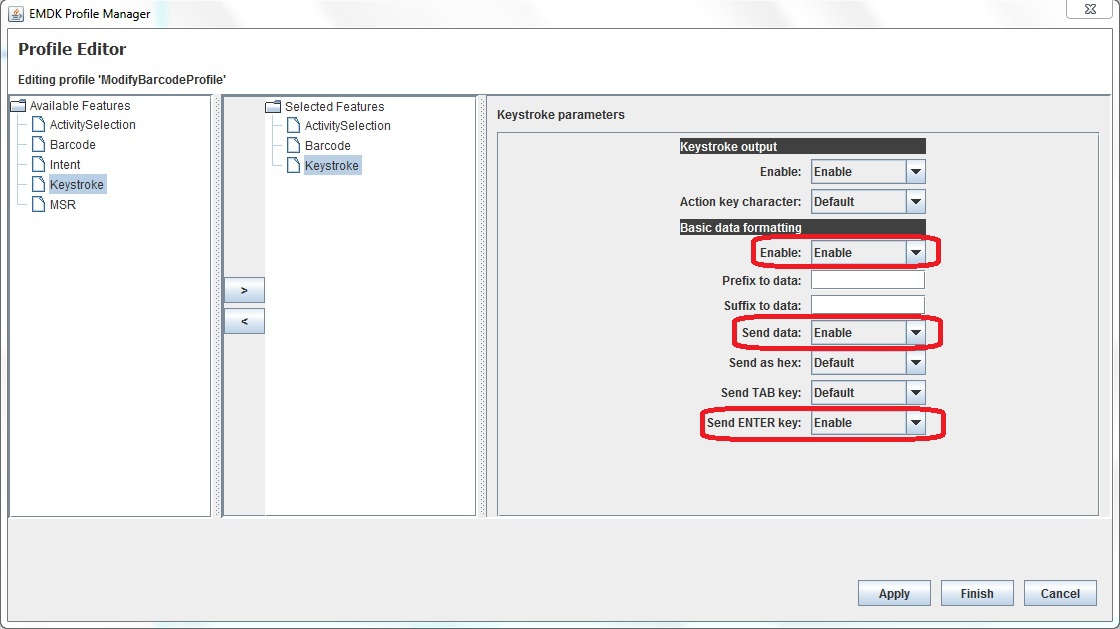 EMDK Profile Manager
Profile Editor
Editing profile 'ModifyBarcodeProfile'
Available Features
ActivitySelection
Barcode
Intent
Keystroke
MSR
>
<
Selected Features
ActivitySelection
Barcode
Keystroke
Keystroke parameters
Keystroke output
Enable: Enable
Action key character: Default
Basic data formatting
Enable: Enable
Prefix to data:
Suffix to data:
Send data: Enable
Send as hex: Default
Send TAB key: Default
Send ENTER key: Enable
Apply Finish Cancel